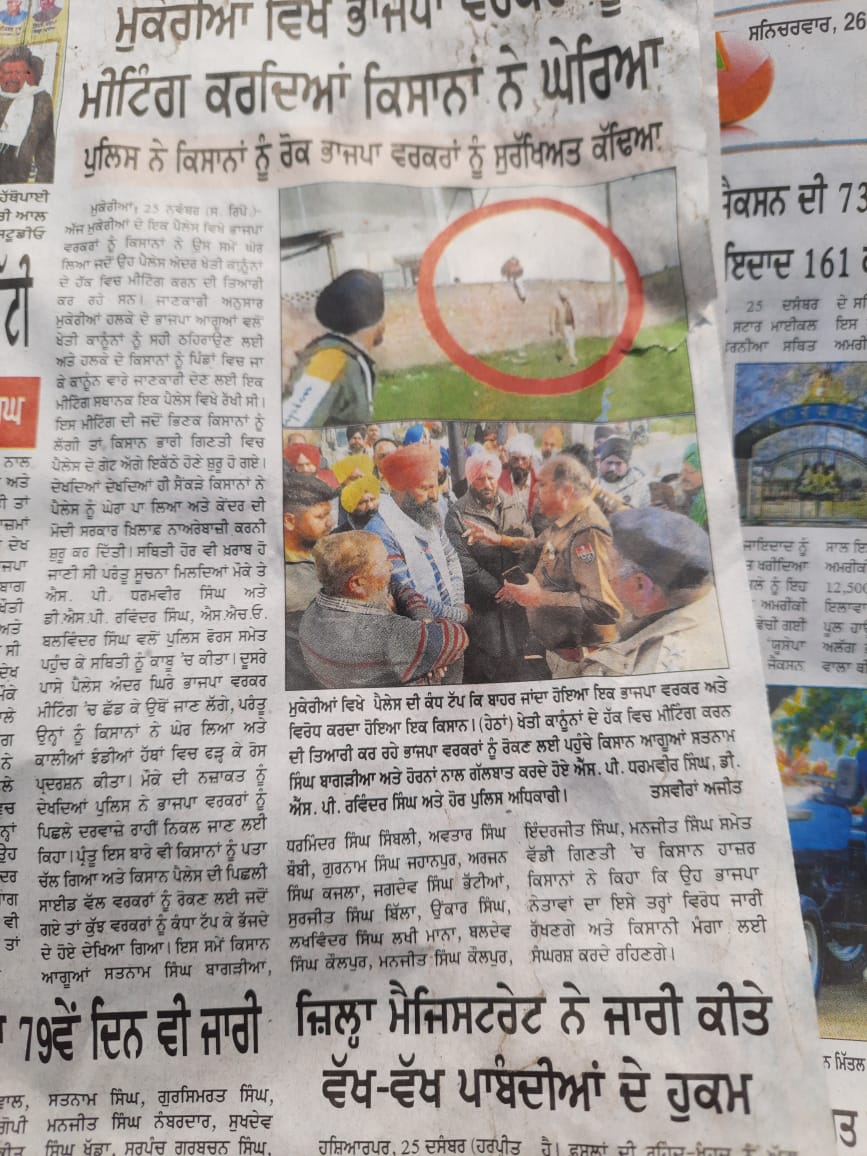 ਮੁਕੇਰੀਆਂ ਵਿਖੇ ਭਾਜਪਾ ਵਰਕਰਾਂ ਨੂੰ
ਮੀਟਿੰਗ ਕਰਦਿਆਂ ਕਿਸਾਨਾਂ ਨੇ ਘੇਰਿਆ
ਪੁਲਿਸ ਨੇ ਕਿਸਾਨਾਂ ਨੂੰ ਰੋਕ ਭਾਜਪਾ ਵਰਕਰਾਂ ਨੂੰ ਸੁਰੱਖਿਅਤ ਕੱਢਿਆ
ਮੁਕੇਰੀਆਂ, 25 ਨਵੰਬਰ (ਸ. ਰਿਪੋ.)-
ਅੱਜ ਮੁਕੇਰੀਆਂ ਦੇ ਇਕ ਪੈਲੇਸ ਵਿਖੇ ਭਾਜਪਾ
ਵਰਕਰਾਂ ਨੂੰ ਕਿਸਾਨਾਂ ਨੇ ਉਸ ਸਮੇਂ ਘੇਰ
ਲਿਆ ਜਦੋਂ ਉਹ ਪੈਲੇਸ ਅੰਦਰ ਖੇਤੀ ਕਾਨੂੰਨਾਂ
ਦੇ ਹੱਕ ਵਿਚ ਮੀਟਿੰਗ ਕਰਨ ਦੀ ਤਿਆਰੀ
ਕਰ ਰਹੇ ਸਨ। ਜਾਣਕਾਰੀ ਅਨੁਸਾਰ
ਮੁਕੇਰੀਆਂ ਹਲਕੇ ਦੇ ਭਾਜਪਾ ਆਗੂਆਂ ਵਲੋਂ
ਖੇਤੀ ਕਾਨੂੰਨਾਂ ਨੂੰ ਸਹੀ ਠਹਿਰਾਉਣ ਲਈ
ਅਤੇ ਹਲਕੇ ਦੇ ਕਿਸਾਨਾਂ ਨੂੰ ਪਿੰਡਾਂ ਵਿਚ ਜਾ
ਕੇ ਕਾਨੂੰਨ ਵਾਰੇ ਜਾਣਕਾਰੀ ਦੇਣ ਲਈ ਇਕ
ਮੀਟਿੰਗ ਸਥਾਨਕ ਇਕ ਪੈਲੇਸ ਵਿਖੇ ਰੱਖੀ ਸੀ।
ਇਸ ਮੀਟਿੰਗ ਦੀ ਜਦੋਂ ਭਿਣਕ ਕਿਸਾਨਾਂ ਨੂੰ
ਲੱਗੀ ਤਾਂ ਕਿਸਾਨ ਭਾਰੀ ਗਿਣਤੀ ਵਿਚ
ਪੈਲੇਸ ਦੇ ਗੇਟ ਅੱਗੇ ਇਕੱਠੇ ਹੋਣੇ ਸ਼ੁਰੂ ਹੋ ਗਏ।
ਦੇਖਦਿਆਂ ਦੇਖਦਿਆਂ ਹੀ ਸੈਂਕੜੇ ਕਿਸਾਨਾਂ ਨੇ
ਪੈਲੇਸ ਨੂੰ ਘੇਰਾ ਪਾ ਲਿਆ ਅਤੇ ਕੇਂਦਰ ਦੀ
ਮੋਦੀ ਸਰਕਾਰ ਖ਼ਿਲਾਫ਼ ਨਾਅਰੇਬਾਜ਼ੀ ਕਰਨੀ
ਸ਼ੁਰੂ ਕਰ ਦਿੱਤੀ। ਸਥਿਤੀ ਹੋਰ ਵੀ ਖ਼ਰਾਬ ਹੋ
ਜਾਣੀ ਸੀ ਪਰੰਤੂ ਸੂਚਨਾ ਮਿਲਦਿਆਂ ਮੌਕੇ ਤੇ
ਐਸ. ਪੀ. ਧਰਮਵੀਰ ਸਿੰਘ, ਅਤੇ
ਡੀ.ਐਸ.ਪੀ. ਰਵਿੰਦਰ ਸਿੰਘ, ਐਸ.ਐਚ.ਓ.
ਬਲਵਿੰਦਰ ਸਿੰਘ ਵਲੋਂ ਪੁਲਿਸ ਫੋਰਸ ਸਮੇਤ
ਪਹੁੰਚ ਕੇ ਸਥਿਤੀ ਨੂੰ ਕਾਬੂ 'ਚ ਕੀਤਾ। ਦੂਸਰੇ
ਪਾਸੇ ਪੈਲੇਸ ਅੰਦਰ ਘਿਰੇ ਭਾਜਪਾ ਵਰਕਰ
ਮੀਟਿੰਗ 'ਚ ਛੱਡ ਕੇ ਉਥੋਂ ਜਾਣ ਲੱਗੇ, ਪਰੰਤੂ
ਉਨ੍ਹਾਂ ਨੂੰ ਕਿਸਾਨਾਂ ਨੇ ਘੇਰ ਲਿਆ ਅਤੇ
ਕਾਲੀਆਂ ਝੰਡੀਆਂ ਹੱਥਾਂ ਵਿਚ ਫੜ੍ਹ ਕੇ ਰੋਸ
ਪ੍ਰਦਰਸ਼ਨ ਕੀਤਾ। ਮੌਕੇ ਦੀ ਨਜ਼ਾਕਤ ਨੂੰ
ਦੇਖਦਿਆਂ ਪੁਲਿਸ ਨੇ ਭਾਜਪਾ ਵਰਕਰਾਂ ਨੂੰ
ਪਿਛਲੇ ਦਰਵਾਜ਼ੇ ਰਾਹੀਂ ਨਿਕਲ ਜਾਣ ਲਈ
ਕਿਹਾ। ਪ੍ਰੰਤੂ ਇਸ ਬਾਰੇ ਵੀ ਕਿਸਾਨਾਂ ਨੂੰ ਪਤਾ
ਚੱਲ ਗਿਆ ਅਤੇ ਕਿਸਾਨ ਪੈਲੇਸ ਦੀ ਪਿਛਲੀ
ਸਾਈਡ ਵੱਲ ਵਰਕਰਾਂ ਨੂੰ ਰੋਕਣ ਲਈ ਜਦੋਂ
ਗਏ ਤਾਂ ਕੁੱਝ ਵਰਕਰਾਂ ਨੂੰ ਕੰਧਾਂ ਟੱਪ ਕੇ ਭੱਜਦੇ
ਦੇ ਹੋਏ ਦੇਖਿਆ ਗਿਆ। ਇਸ ਸਮੇਂ ਕਿਸਾਨ
ਆਗੂਆਂ ਸਤਨਾਮ ਸਿੰਘ ਬਾਗੜੀਆ,
ਮੁਕੇਰੀਆਂ ਵਿਖੇ ਪੈਲੇਸ ਦੀ ਕੰਧ ਟੱਪ ਕਿ ਬਾਹਰ ਜਾਂਦਾ ਹੋਇਆ ਇਕ ਭਾਜਪਾ ਵਰਕਰ ਅਤੇ
ਵਿਰੋਧ ਕਰਦਾ ਹੋਇਆ ਇਕ ਕਿਸਾਨ। (ਹੇਠਾਂ) ਖੇਤੀ ਕਾਨੂੰਨਾਂ ਦੇ ਹੱਕ ਵਿਚ ਮੀਟਿੰਗ ਕਰਨ
ਦੀ ਤਿਆਰੀ ਕਰ ਰਹੇ ਭਾਜਪਾ ਵਰਕਰਾਂ ਨੂੰ ਰੋਕਣ ਲਈ ਪਹੁੰਚੇ ਕਿਸਾਨ ਆਗੂਆਂ ਸਤਨਾਮ
ਸਿੰਘ ਬਾਗੜੀਆ ਅਤੇ ਹੋਰਨਾਂ ਨਾਲ ਗੱਲਬਾਤ ਕਰਦੇ ਹੋਏ ਐੱਸ. ਪੀ. ਧਰਮਵੀਰ ਸਿੰਘ, ਡੀ.
ਐੱਸ. ਪੀ. ਰਵਿੰਦਰ ਸਿੰਘ ਅਤੇ ਹੋਰ ਪੁਲਿਸ ਅਧਿਕਾਰੀ। ਤਸਵੀਰਾਂ ਅਜੀਤ
ਧਰਮਿੰਦਰ ਸਿੰਘ ਸਿੰਬਲੀ, ਅਵਤਾਰ ਸਿੰਘ
ਬੌਬੀ, ਗੁਰਨਾਮ ਸਿੰਘ ਜਹਾਨਪੁਰ, ਅਰਜਨ
ਸਿੰਘ ਕਜਲਾ, ਜਗਦੇਵ ਸਿੰਘ ਭੱਟੀਆਂ,
ਸੁਰਜੀਤ ਸਿੰਘ ਬਿੱਲਾ, ਉਂਕਾਰ ਸਿੰਘ,
ਲਖਵਿੰਦਰ ਸਿੰਘ ਲਖੀ ਮਾਨਾ, ਬਲਦੇਵ
ਸਿੰਘ ਕੌਲਪੁਰ, ਮਨਜੀਤ ਸਿੰਘ ਕੌਲਪੁਰ,
ਇੰਦਰਜੀਤ ਸਿੰਘ, ਮਨਜੀਤ ਸਿੰਘ ਸਮੇਤ
ਵੱਡੀ ਗਿਣਤੀ 'ਚ ਕਿਸਾਨ ਹਾਜ਼ਰ
ਕਿਸਾਨਾਂ ਨੇ ਕਿਹਾ ਕਿ ਉਹ ਭਾਜਪਾ
ਨੇਤਾਵਾਂ ਦਾ ਇਸੇ ਤਰ੍ਹਾਂ ਵਿਰੋਧ ਜਾਰੀ
ਰੱਖਣਗੇ ਅਤੇ ਕਿਸਾਨੀ ਮੰਗਾ ਲਈ
ਸੰਘਰਸ਼ ਕਰਦੇ ਰਹਿਣਗੇ।
79ਵੇਂ ਦਿਨ ਵੀ ਜਾਰੀ
ਸਤਨਾਮ ਸਿੰਘ, ਗੁਰਸਿਮਰਤ ਸਿੰਘ,
ਮਨਜੀਤ ਸਿੰਘ ਨੰਬਰਦਾਰ, ਸੁਖਦੇਵ
ਸਿੰਘ ਖੱਡਾ, ਸਰਪੰਚ ਗੁਰਬਚਨ ਸਿੰਘ,
ਜ਼ਿਲ੍ਹਾ ਮੈਜਿਸਟਰੇਟ ਨੇ ਜਾਰੀ ਕੀਤੇ
ਵੱਖ-ਵੱਖ ਪਾਬੰਦੀਆਂ ਦੇ ਹੁਕਮ
ਹੁਸ਼ਿਆਰਪੁਰ, 25 ਦਸੰਬਰ (ਹਰਪ੍ਰੀਤ
ਸਨਿਚਰਵਾਰ, 26
ਜੈਕਸਨ ਦੀ 73
ਇਦਾਦ 161
25 ਦਸੰਬਰ ਦੇ
ਸਟਾਰ ਮਾਈਕਲ ਇਸ
ਸਥਿਤ ਅਮਰੀ
ਜਾਇਦਾਦ ਨੂੰ ਸਾਲ
ਖਰੀਦਿਆ ਅਮਰੀਕੀ
ਨੂੰ ਇਹ 12,50
ਅਮਰੀਕੀ ਇਲਾਵਾ
ਵੇਚੀ ਗਈ ਪੂਲ
ਜੈਕਸਨ ਵਾਲਾ